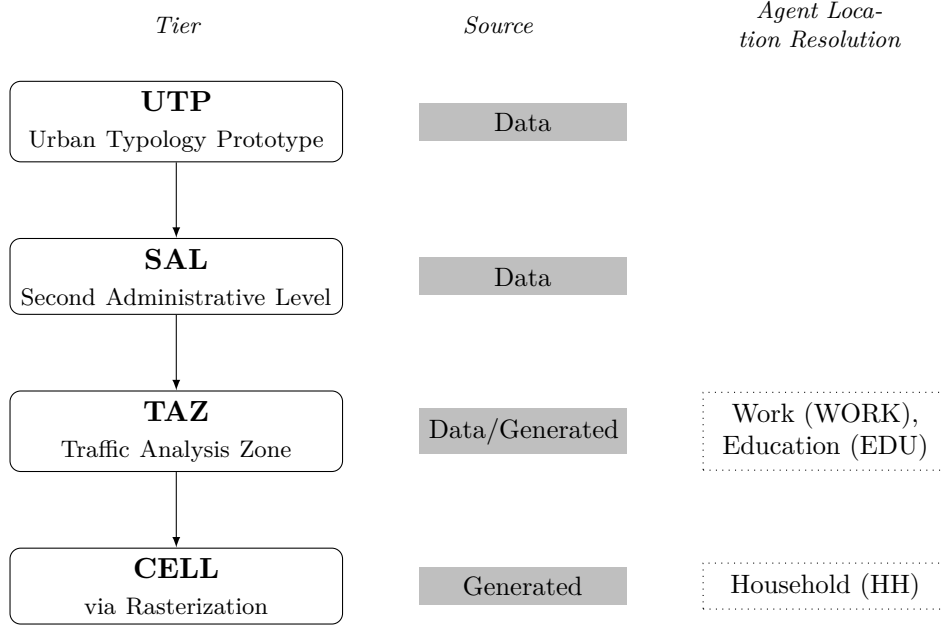 Tier
Source
Agent Loca-
tion Resolution
UTP
Urban Typology Prototype
Data
SAL
Second Administrative Level
Data
TAZ
Traffic Analysis Zone
Data/Generated
Work (WORK),
Education (EDU)
CELL
via Rasterization
Generated
Household (HH)